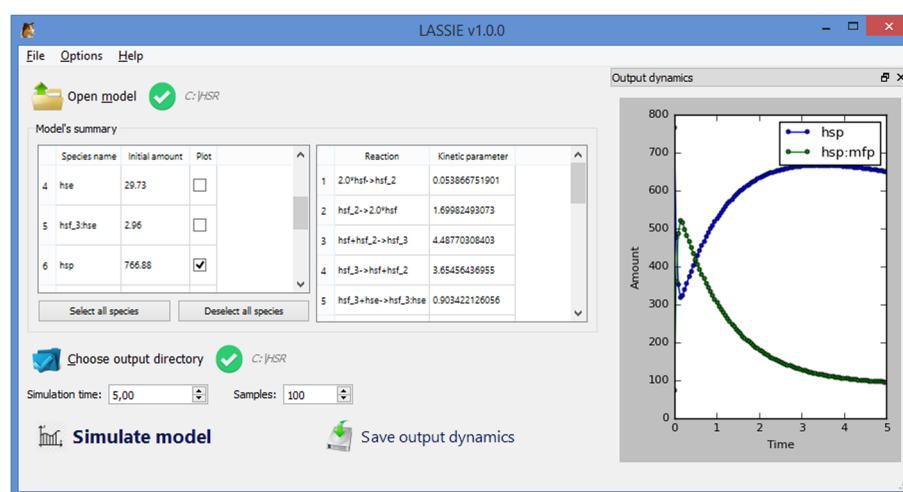 LASSIE v1.0.0
File Options Help
Open model C:\HSR
Model's summary
Species name Initial amount Plot
4 hse 29.73
5 hsf_3:hse 2.96
6 hsp 766.88
Select all species Deselect all species
Reaction Kinetic parameter
1 2.0*hsf->hsf_2 0.053866751901
2 hsf_2->2.0*hsf 1.69982493073
3 hsf+hsf_2->hsf_3 4.48770308403
4 hsf_3->hsf+hsf_2 3.65456436955
5 hsf_3+hse->hsf_3:hse 0.903422126056
Choose output directory C:\HSR
Simulation time: 5,00 Samples: 100
Simulate model Save output dynamics
Output dynamics
hsp
hsp:mfp
800
700
600
500
400
300
200
100
0
Amount
0 1 2 3 4 5
Time